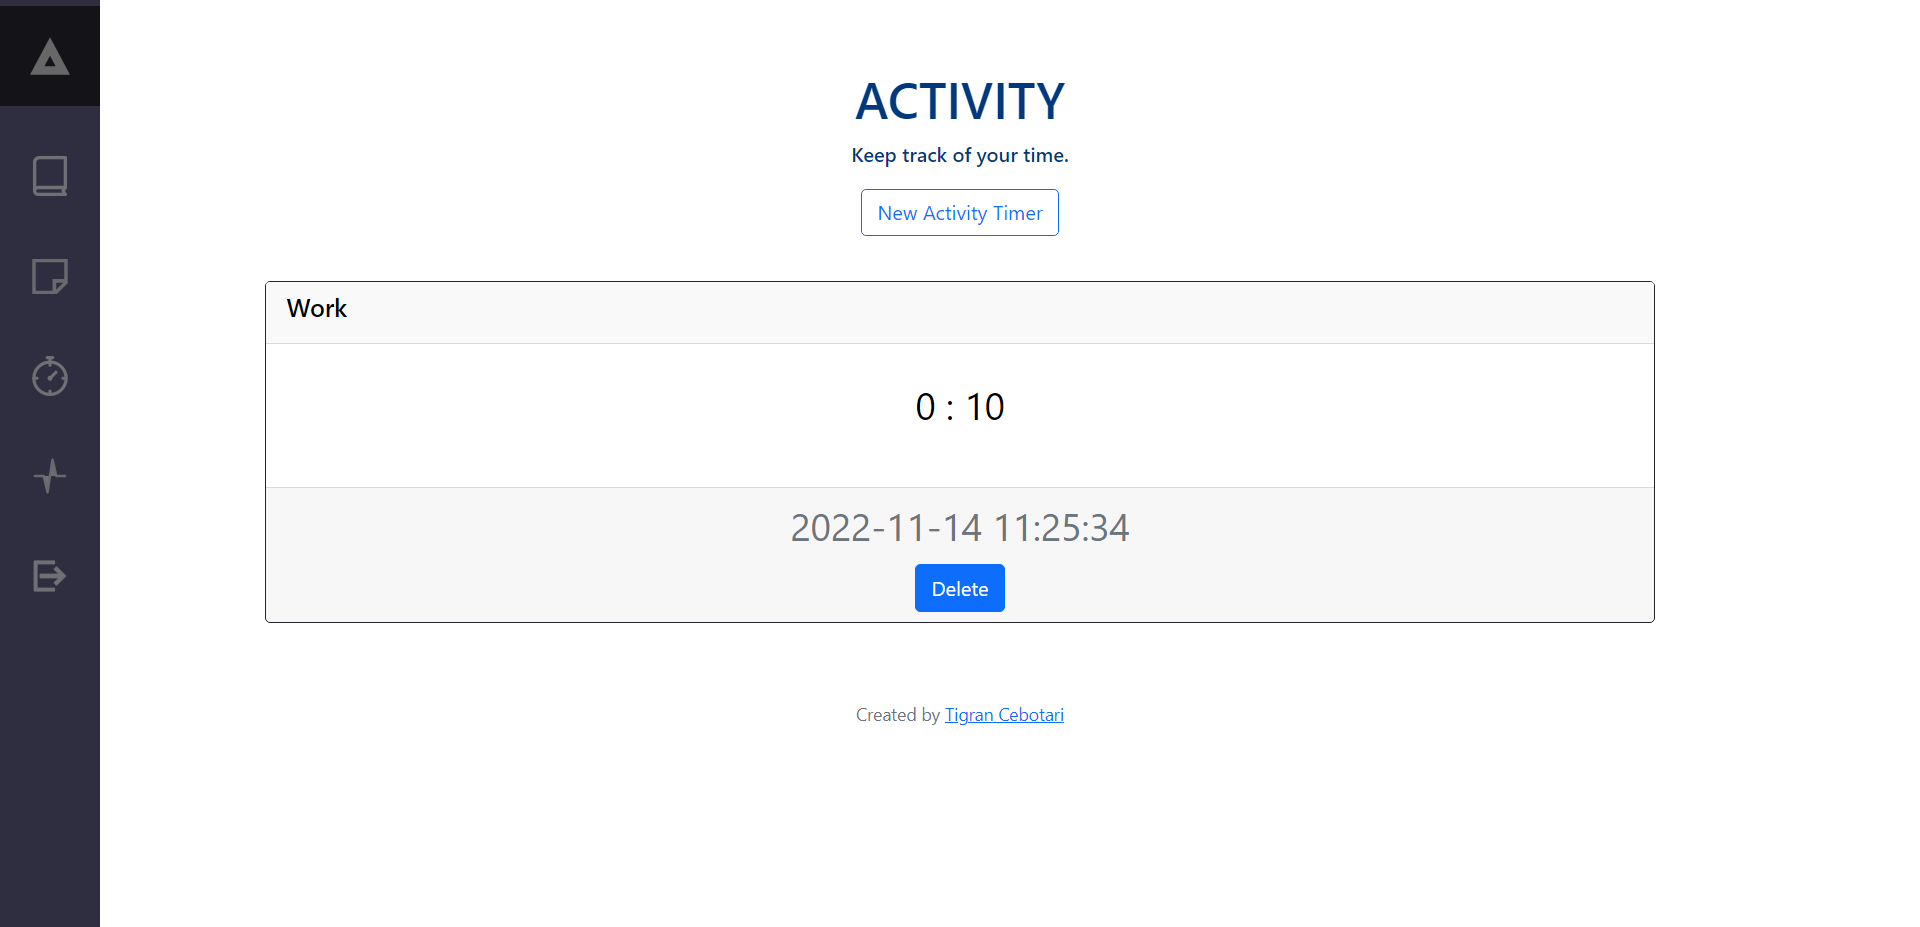 ACTIVITY
Keep track of your time.
New Activity Timer
Work
0 : 10
2022-11-14 11:25:34
Delete
Created by Tigran Cebotari